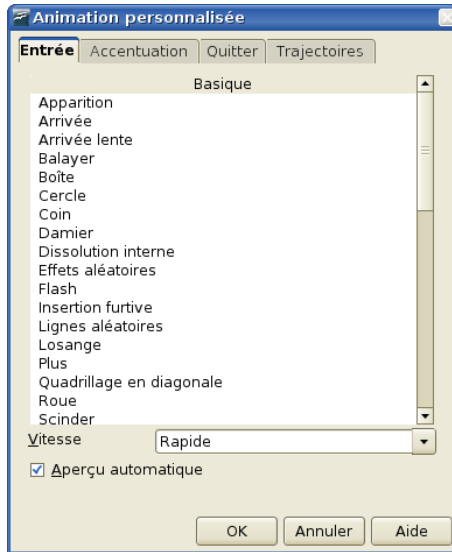 Animation personnalisée
Entrée Accentuation Quitter Trajectoires
Basique
Apparition
Arrivée
Arrivée lente
Balayer
Boîte
Cercle
Coin
Damier
Dissolution interne
Effets aléatoires
Flash
Insertion furtive
Lignes aléatoires
Losange
Plus
Quadrillage en diagonale
Roue
Scinder
Vitesse Rapide
Aperçu automatique
OK Annuler Aide